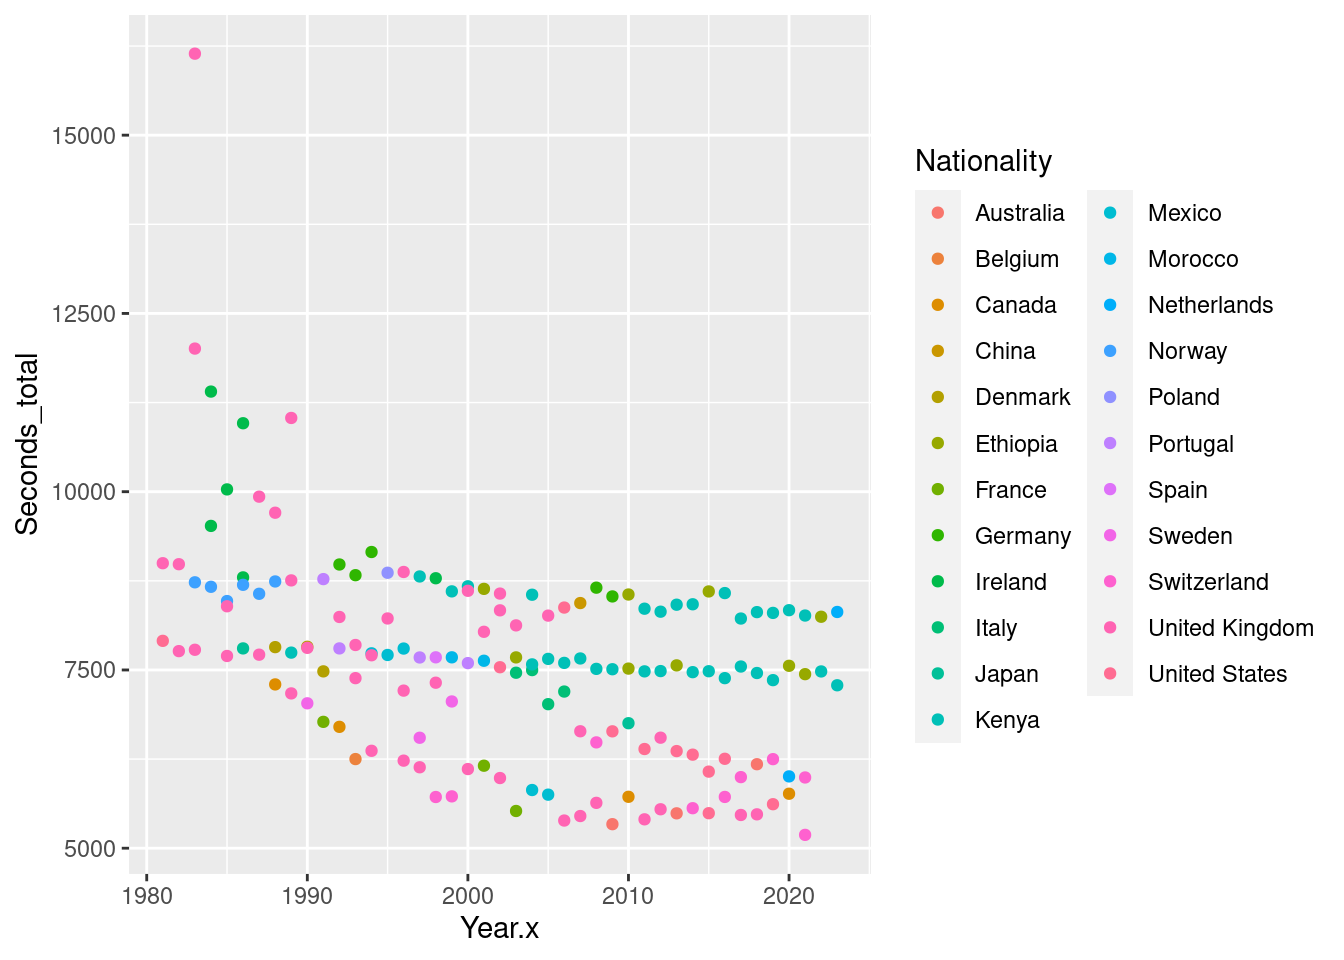 15000
12500
10000
7500
5000
Seconds_total
1980 1990 2000 2010 2020
Year.x
Nationality
Australia
Belgium
Canada
China
Denmark
Ethiopia
France
Germany
Ireland
Italy
Japan
Kenya
Mexico
Morocco
Netherlands
Norway
Poland
Portugal
Spain
Sweden
Switzerland
United Kingdom
United States